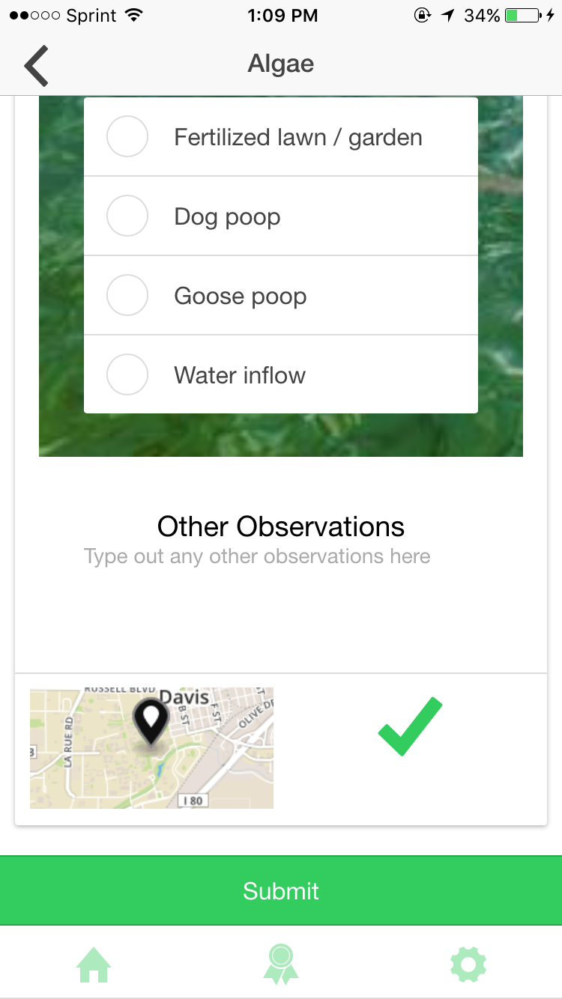 Sprint 1:09 PM 34%
Algae
Fertilized lawn / garden
Dog poop
Goose poop
Water inflow
Other Observations
Type out any other observations here
RUSSELL BLVD
Davis
LA RUE RD
B ST
F ST
OLIVE DR
I 80
Submit